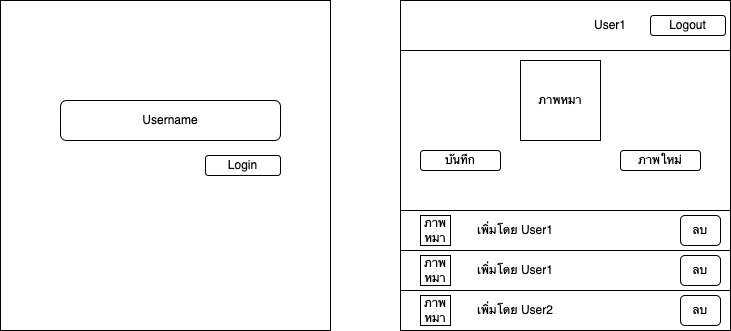 Username
Login
User1
Logout
ภาพหมา
บันทึก
ภาพใหม่
ภาพ
หมา
เพิ่มโดย User1
ลบ
ภาพ
หมา
เพิ่มโดย User1
ลบ
ภาพ
หมา
เพิ่มโดย User2
ลบ